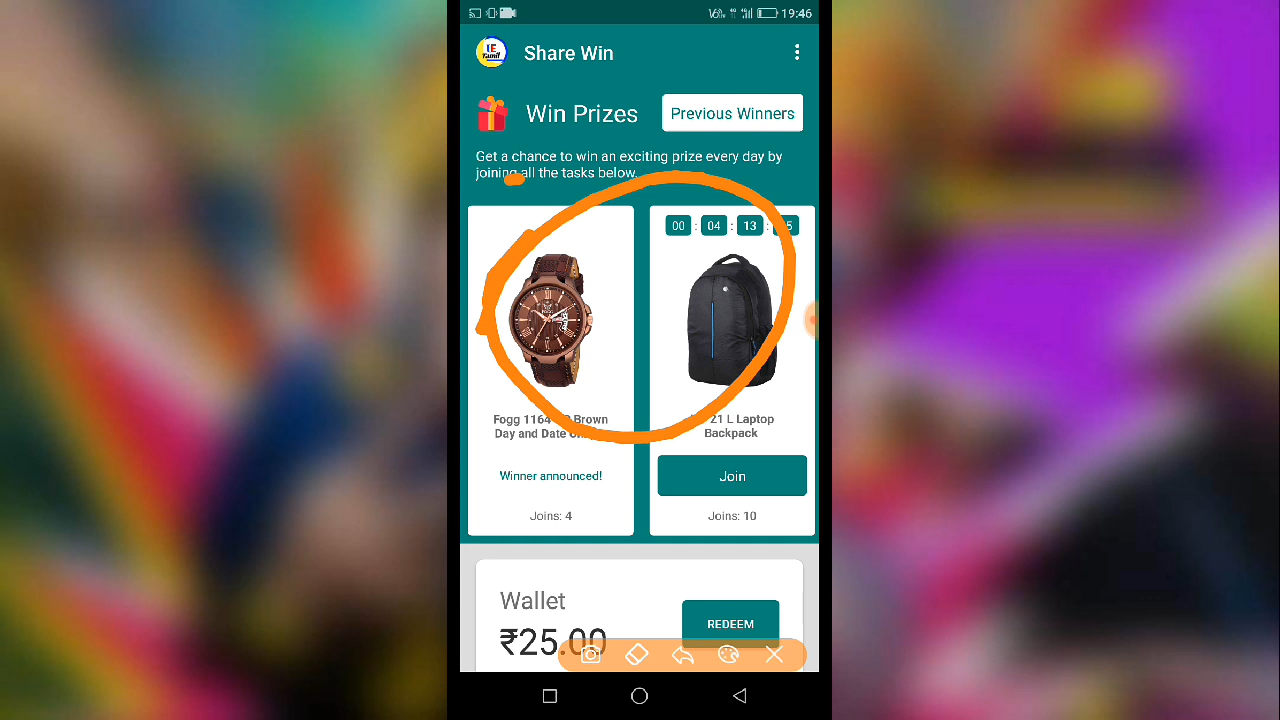 19:46
IE
Tamil
Share Win
Win Prizes
Previous Winners
Get a chance to win an exciting prize every day by
joining all the tasks below.
00 : 04 : 13 :
Fogg 1164 Brown
Day and Date
Winner announced!
Joins: 4
21 L Laptop
Backpack
Join
Joins: 10
Wallet
₹25.00
REDEEM